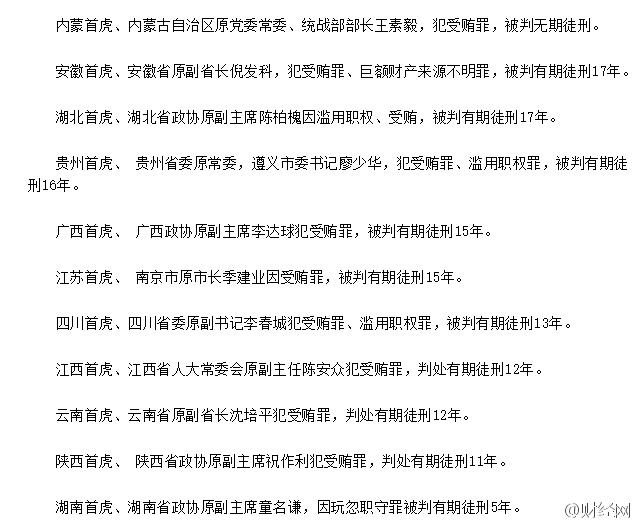 内蒙首虎、内蒙古自治区原党委常委、统战部部长王素毅，犯受贿罪，被判无期徒刑。
安徽首虎、安徽省原副省长倪发科，犯受贿罪、巨额财产来源不明罪，被判有期徒刑17年。
湖北首虎、湖北省政协原副主席陈柏槐因滥用职权、受贿，被判有期徒刑17年。
贵州首虎、 贵州省委原常委，遵义市委书记廖少华，犯受贿罪、滥用职权罪，被判有期徒
刑16年。
广西首虎、 广西政协原副主席李达球犯受贿罪，被判有期徒刑15年。
江苏首虎、 南京市原市长季建业因受贿罪，被判有期徒刑15年。
四川首虎、四川省委原副书记李春城犯受贿罪、滥用职权罪，被判有期徒刑13年。
江西首虎、江西省人大常委会原副主任陈安众犯受贿罪，判处有期徒刑12年。
云南首虎、云南省原副省长沈培平犯受贿罪，判处有期徒刑12年。
陕西首虎、 陕西省政协原副主席祝作利犯受贿罪，判处有期徒刑11年。
湖南首虎、湖南省政协原副主席童名谦，因玩忽职守罪被判有期徒刑5年。
@财经网